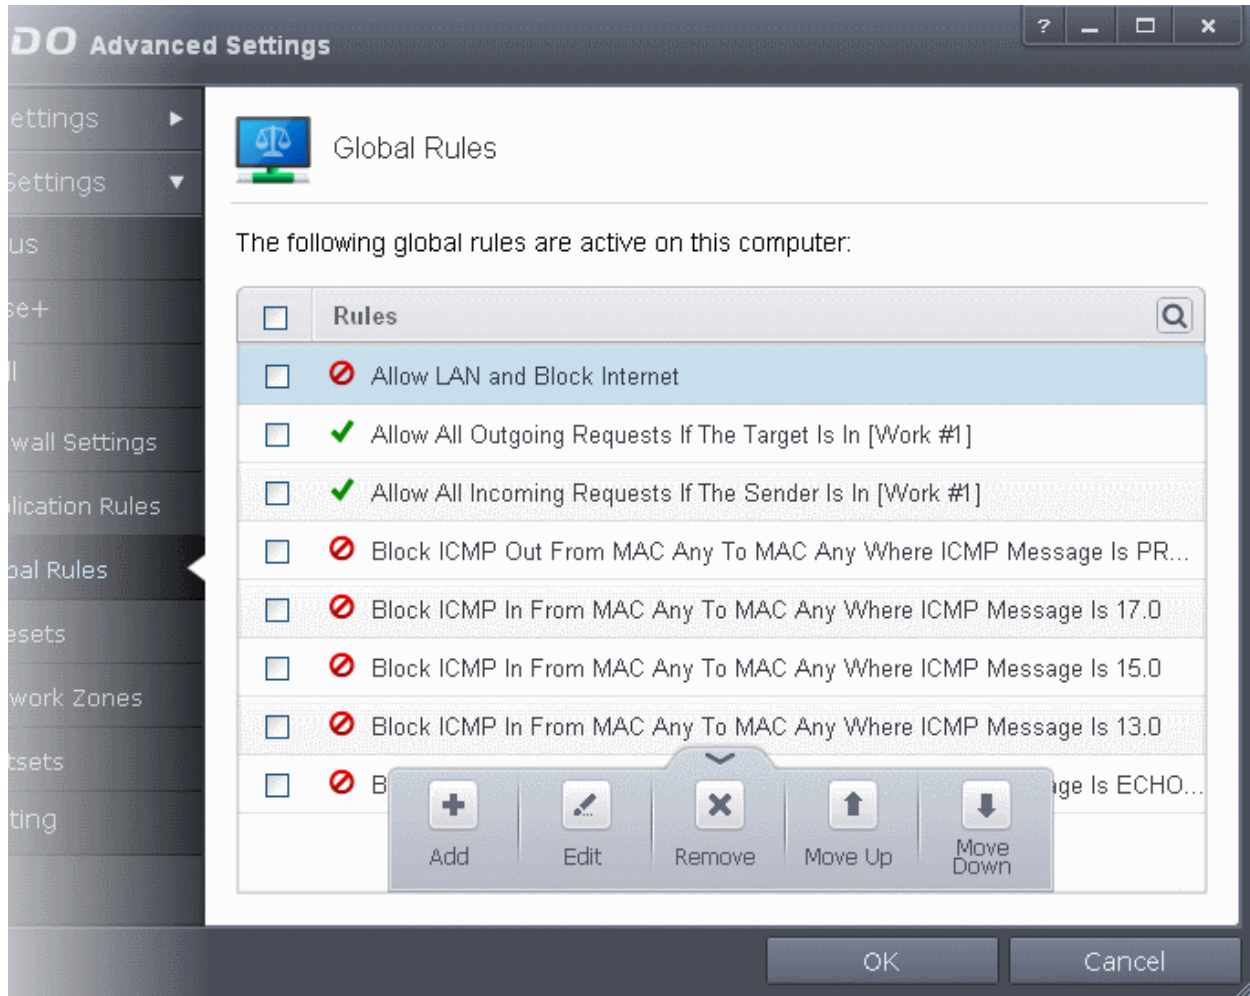 DO Advanced Settings
?
ettings
Settings
us
se+
ll
wall Settings
lication Rules
bal Rules
esets
work Zones
tsets
ting
Global Rules
The following global rules are active on this computer:
Rules
Allow LAN and Block Internet
Allow All Outgoing Requests If The Target Is In [Work #1]
Allow All Incoming Requests If The Sender Is In [Work #1]
Block ICMP Out From MAC Any To MAC Any Where ICMP Message Is PR...
Block ICMP In From MAC Any To MAC Any Where ICMP Message Is 17.0
Block ICMP In From MAC Any To MAC Any Where ICMP Message Is 15.0
Block ICMP In From MAC Any To MAC Any Where ICMP Message Is 13.0
B age Is ECHO...
Add
Edit
Remove
Move Up
Move Down
OK
Cancel